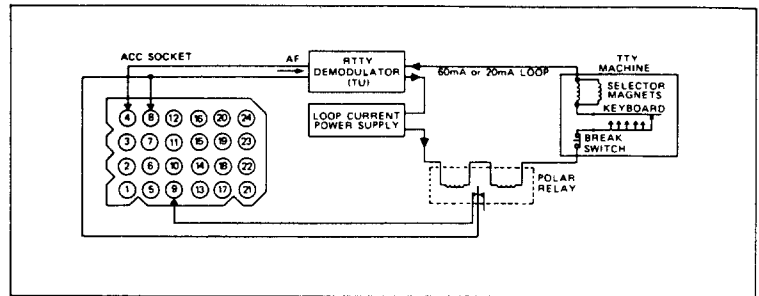 ACC SOCKET
AF
RTTY
DEMODULATOR
(TU)
60mA or 20mA LOOP
TTY
MACHINE
SELECTOR
MAGNETS
KEYBOARD
BREAK
SWITCH
LOOP CURRENT
POWER SUPPLY
POLAR
RELAY
4 8 12 16 20 24
3 7 11 15 19 23
2 6 10 14 18 22
1 5 9 13 17 21